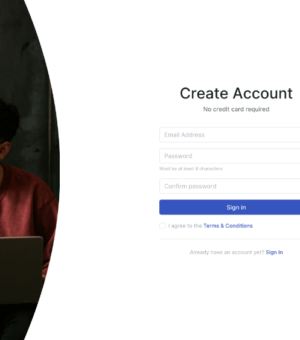 Create Account
No credit card required
Email Address
Password
Must be at least 8 characters
Confirm password
Sign in
I agree to the Terms & Conditions
Already have an account yet? Sign In